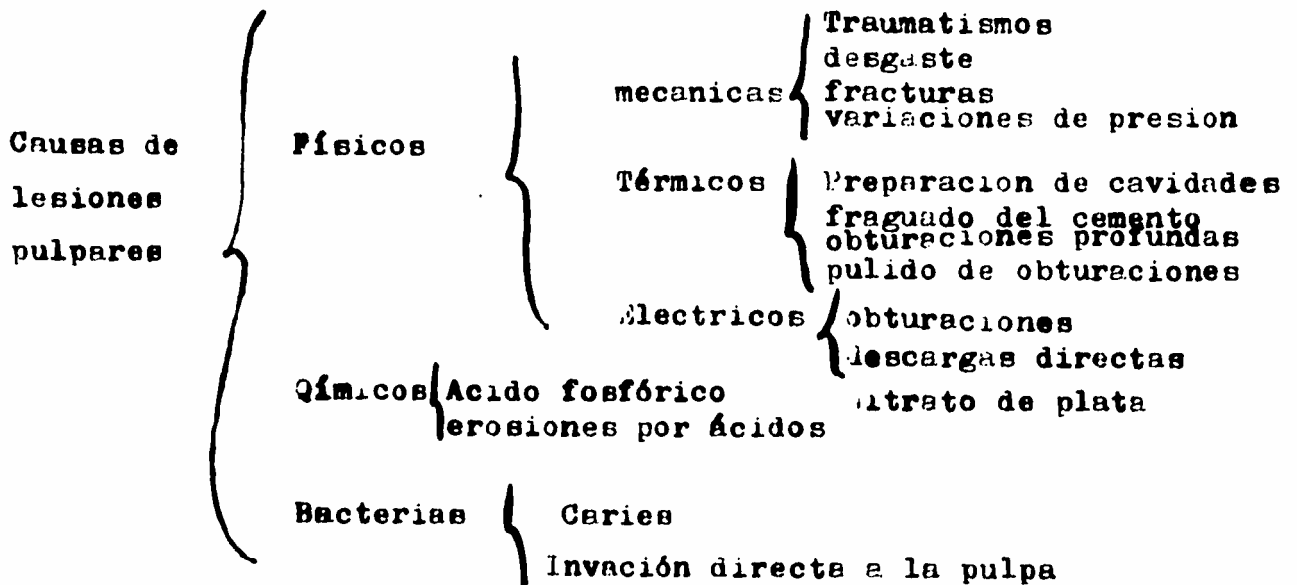 Causas de
lesiones
pulpares
Físicos
mecanicas
Traumatismos
desgaste
fracturas
variaciones de presion
Térmicos
Preparacion de cavidades
fraguado del cemento
obturaciones profundas
pulido de obturaciones
Electricos
obturaciones
descargas directas
Qímicos
Acido fosfórico
nitrato de plata
erosiones por ácidos
Bacterias
Caries
Invación directa a la pulpa